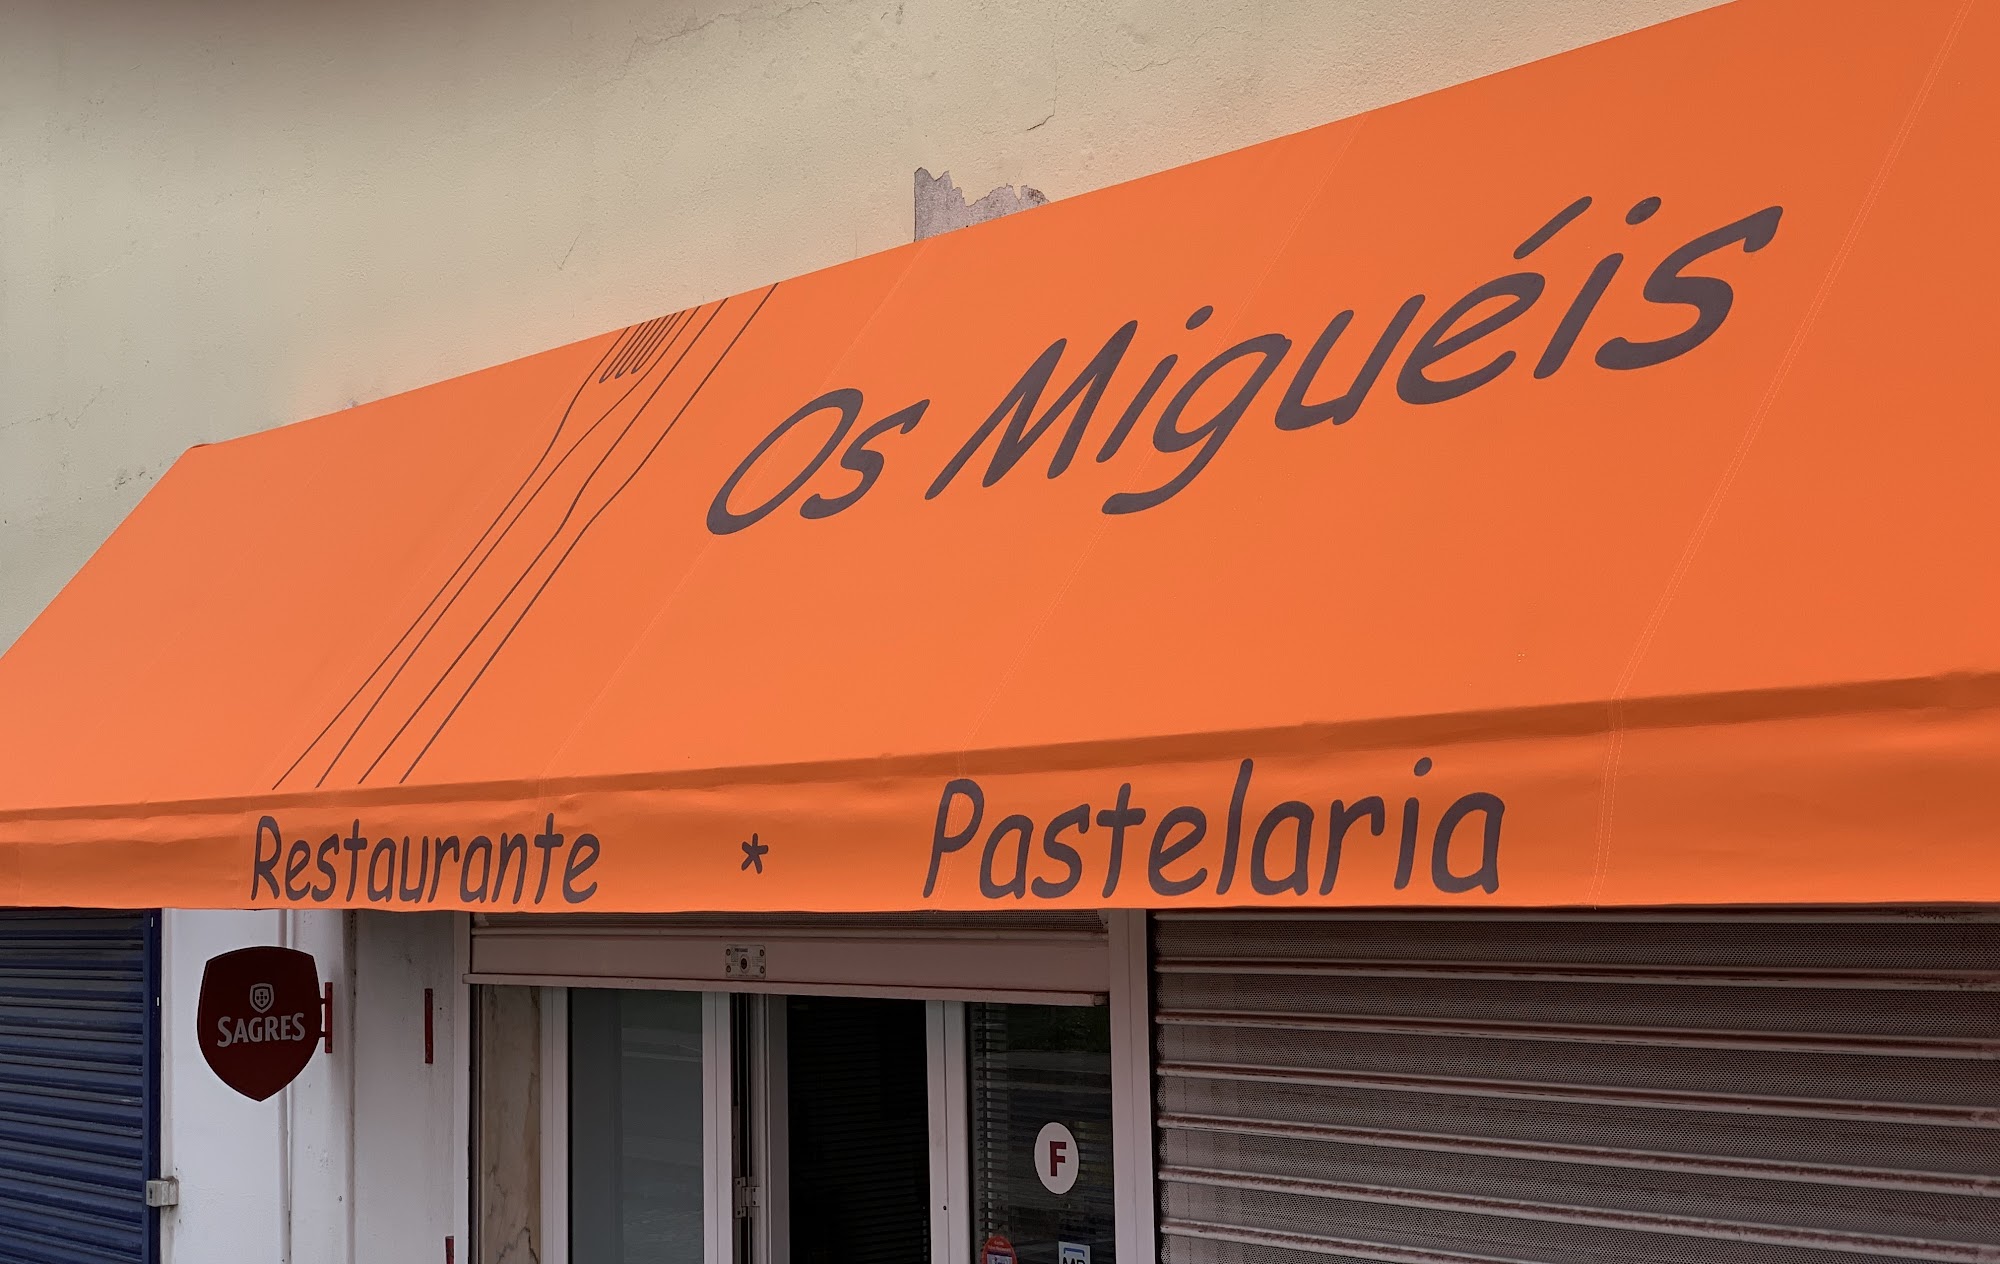 Os Miguéis
Restaurante * Pastelaria
SAGRES
F